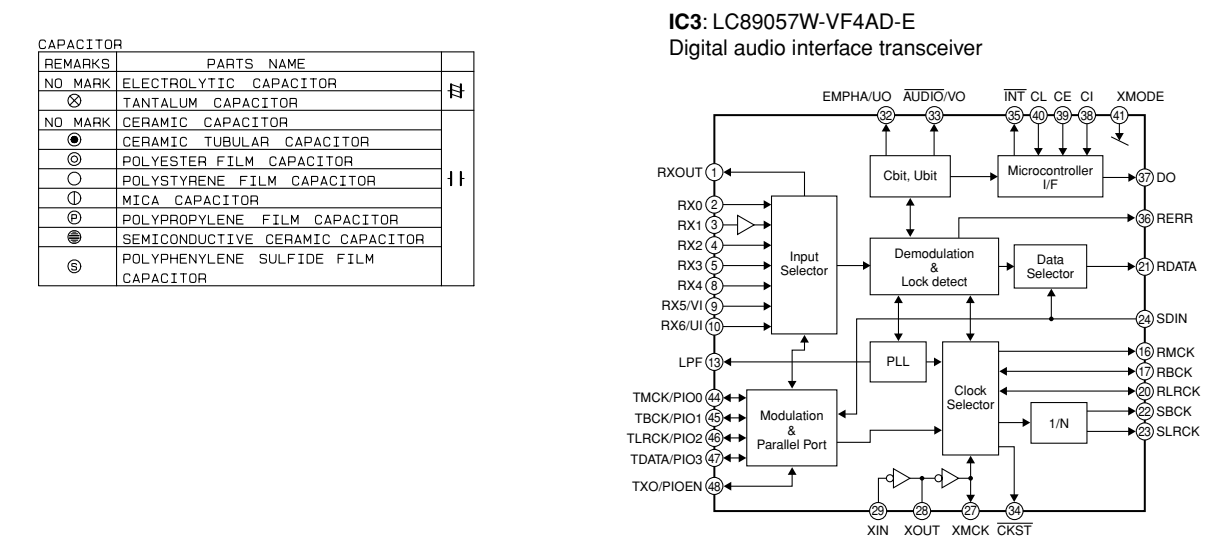 CAPACITOR
REMARKS PARTS NAME
NO MARK ELECTROLYTIC CAPACITOR
⊗ TANTALUM CAPACITOR
NO MARK CERAMIC CAPACITOR
CERAMIC TUBULAR CAPACITOR
POLYESTER FILM CAPACITOR
POLYSTYRENE FILM CAPACITOR
MICA CAPACITOR
Ⓟ POLYPROPYLENE FILM CAPACITOR
SEMICONDUCTIVE CERAMIC CAPACITOR
Ⓢ POLYPHENYLENE SULFIDE FILM
CAPACITOR
IC3: LC89057W-VF4AD-E
Digital audio interface transceiver
EMPHA/UO A̅U̅D̅I̅O̅/VO I̅N̅T̅ CL CE CI XMODE
32 33 35 40 39 38 41
RXOUT 1
RX0 2
RX1 3
RX2 4
RX3 5
RX4 8
RX5/VI 9
RX6/UI 10
LPF 13
TMCK/PIO0 44
TBCK/PIO1 45
TLRCK/PIO2 46
TDATA/PIO3 47
TXO/PIOEN 48
Input
Selector
Cbit, Ubit
Microcontroller
I/F
Demodulation
&
Lock detect
Data
Selector
PLL
Clock
Selector
1/N
Modulation
&
Parallel Port
37 DO
36 RERR
21 RDATA
24 SDIN
16 RMCK
17 RBCK
20 RLRCK
22 SBCK
23 SLRCK
29 28 27 34
XIN XOUT XMCK C̅K̅S̅T̅